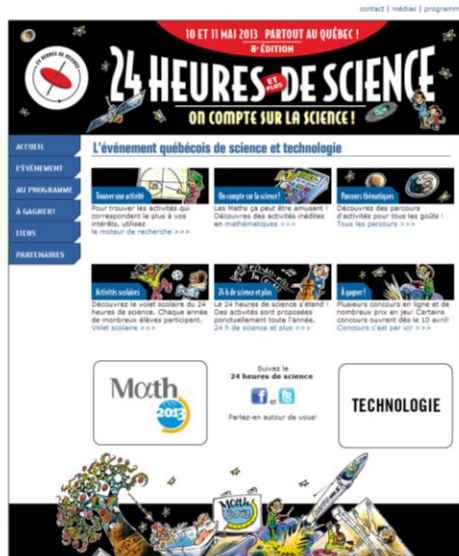 contact | médias | programm
10 ET 11 MAI 2013 PARTOUT AU QUÉBEC !
8e ÉDITION
24 HEURES DE SCIENCE
ET PLUS
ON COMPTE SUR LA SCIENCE !
24 HEURES DE SCIENCE
ACCUEIL
L'ÉVÉNEMENT
AU PROGRAMME
À GAGNER!
LIENS
PARTENAIRES
L'événement québécois de science et technologie
Trouver une activité
Pour trouver les activités qui
correspondent le plus à vos
intérêts, utilisez
le moteur de recherche >>>
On compte sur la science !
Les Maths ça peut être amusant !
Découvrez des activités inédites
en mathématiques >>>
Parcours thématiques
Découvrez des parcours
d'activités pour tous les goûts !
Tous les parcours >>>
Activités scolaires
Découvrez le volet scolaire du 24
heures de science. Chaque année
de nombreux élèves participent.
Volet scolaire >>>
24 h de science et plus
Le 24 heures de science s'étend !
Des activités sont proposées
ponctuellement toute l'année.
24 h de science et plus >>>
À gagner !
Plusieurs concours en ligne et de
nombreux prix en jeu! Certains
concours ouvrent dès le 10 avril!
Concours c'est par ici! >>>
Math
2013
Suivez le
24 heures de science
et
Parlez-en autour de vous!
TECHNOLOGIE
Math
2013